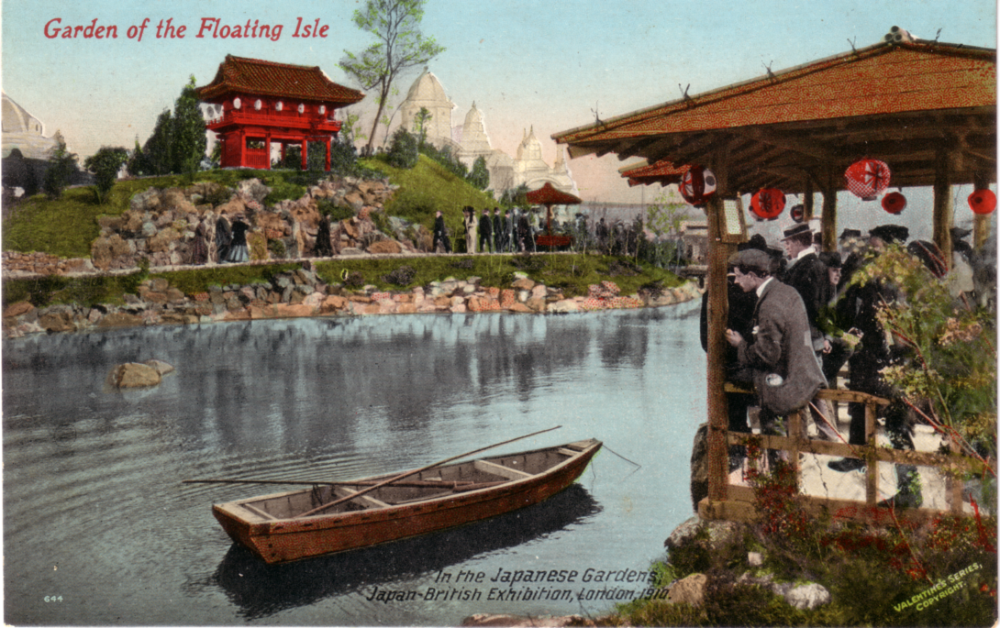 Garden of the Floating Isle
In the Japanese Gardens,
Japan-British Exhibition, London, 1910.
644
VALENTINE'S SERIES,
COPYRIGHT.